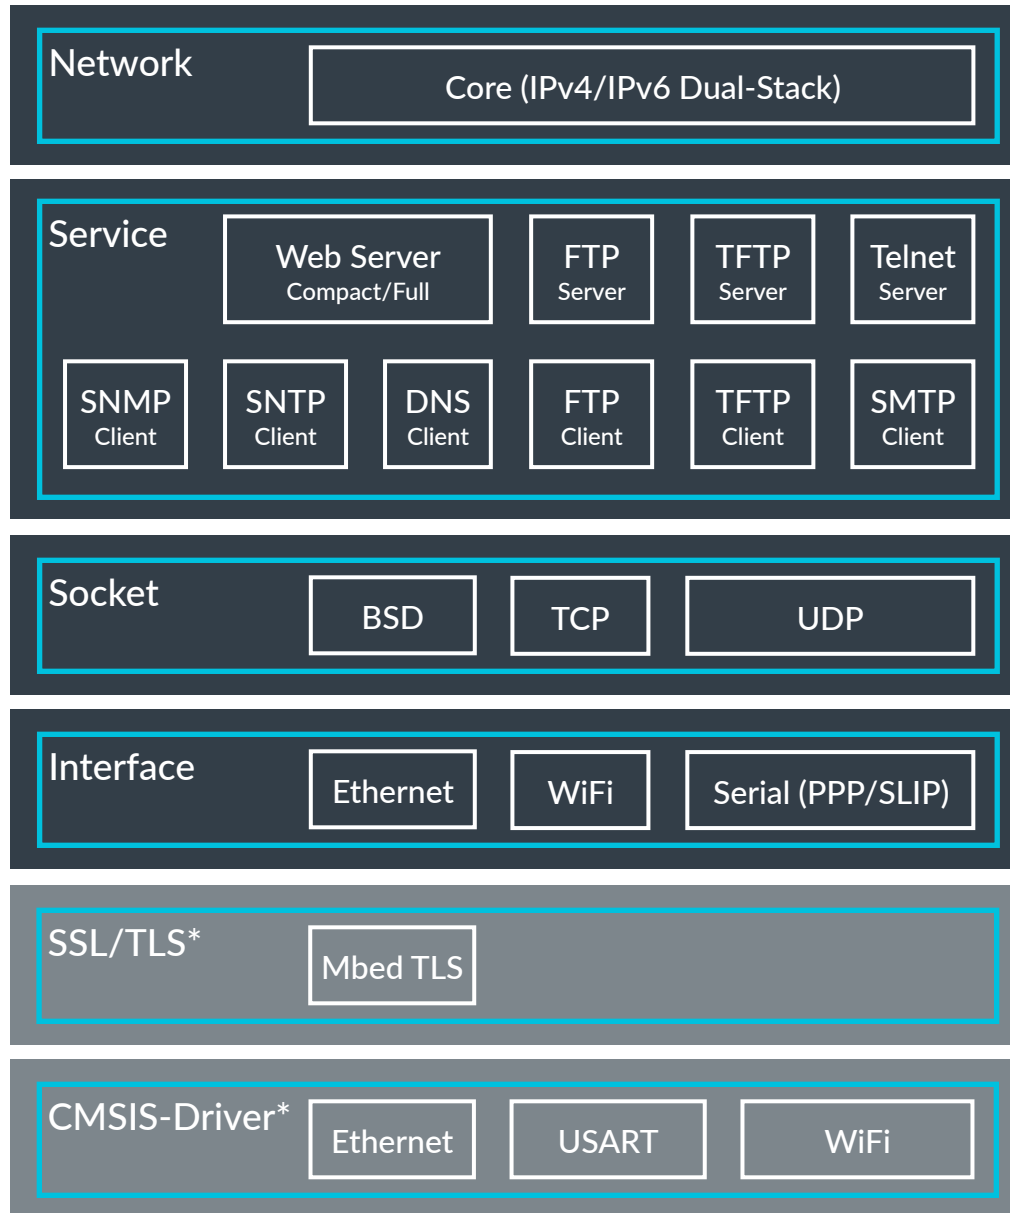 Network
Core (IPv4/IPv6 Dual-Stack)
Service
Web Server
Compact/Full
FTP
Server
TFTP
Server
Telnet
Server
SNMP
Client
SNTP
Client
DNS
Client
FTP
Client
TFTP
Client
SMTP
Client
Socket
BSD
TCP
UDP
Interface
Ethernet
WiFi
Serial (PPP/SLIP)
SSL/TLS*
Mbed TLS
CMSIS-Driver*
Ethernet
USART
WiFi